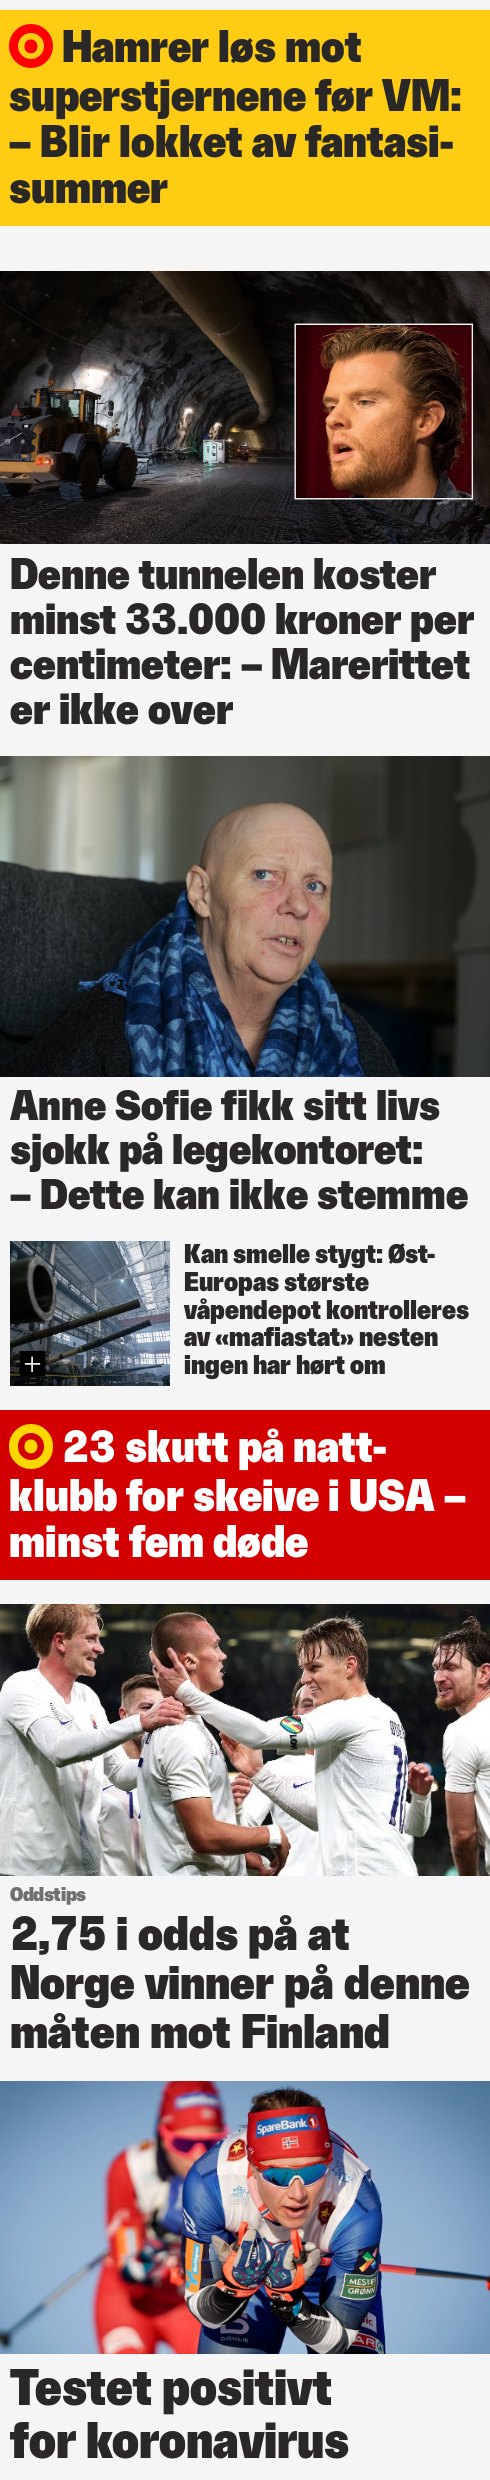 Hamrer løs mot
superstjernene før VM:
– Blir lokket av fantasi-
summer
Denne tunnelen koster
minst 33.000 kroner per
centimeter: – Marerittet
er ikke over
Anne Sofie fikk sitt livs
sjokk på legekontoret:
– Dette kan ikke stemme
Kan smelle stygt: Øst-
Europas største
våpendepot kontrolleres
av «mafiastat» nesten
ingen har hørt om
23 skutt på natt-
klubb for skeive i USA –
minst fem døde
Oddstips
2,75 i odds på at
Norge vinner på denne
måten mot Finland
SpareBank 1
Testet positivt
for koronavirus